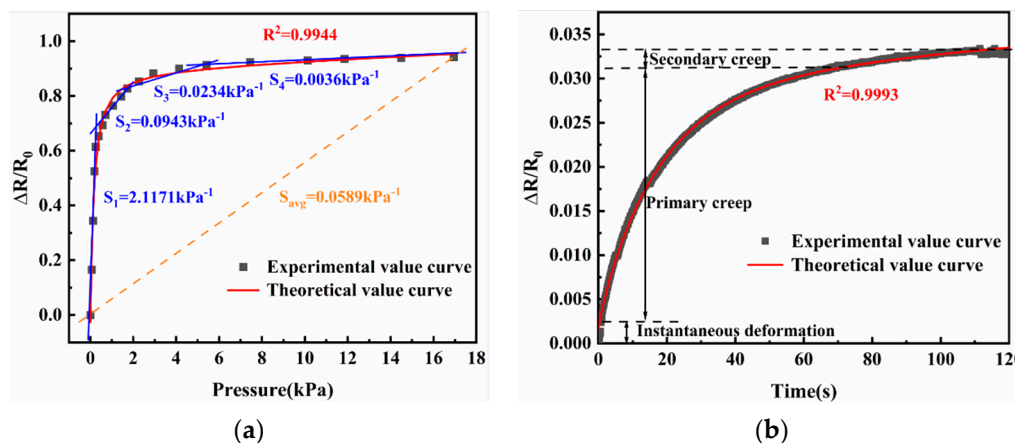 R²=0.9944
S₄=0.0036kPa⁻¹
S₃=0.0234kPa⁻¹
S₂=0.0943kPa⁻¹
S₁=2.1171kPa⁻¹
Savg=0.0589kPa⁻¹
Experimental value curve
Theoretical value curve
ΔR/R₀
1.0
0.8
0.6
0.4
0.2
0.0
0 2 4 6 8 10 12 14 16 18
Pressure(kPa)
(a)
Secondary creep
R²=0.9993
Primary creep
Experimental value curve
Theoretical value curve
Instantaneous deformation
ΔR/R₀
0.035
0.030
0.025
0.020
0.015
0.010
0.005
0.000
0 20 40 60 80 100 120
Time(s)
(b)